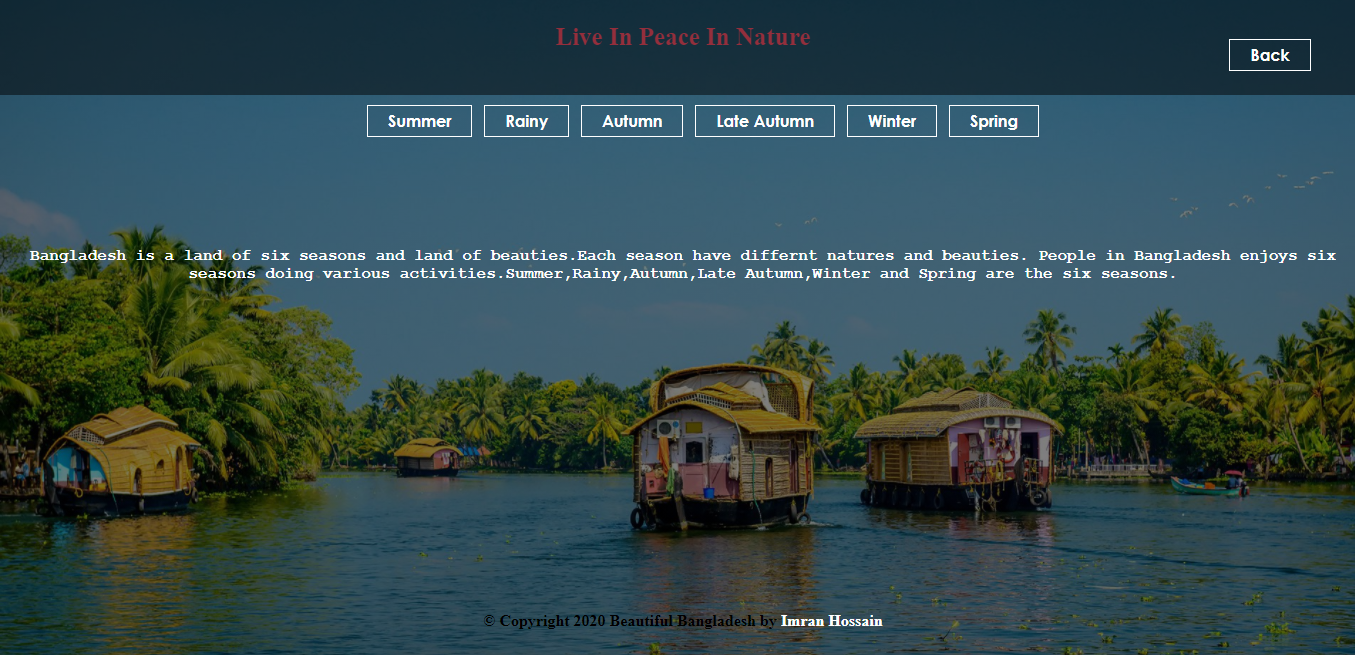 Live In Peace In Nature
Back
Summer
Rainy
Autumn
Late Autumn
Winter
Spring
Bangladesh is a land of six seasons and land of beauties.Each season have differnt natures and beauties. People in Bangladesh enjoys six
seasons doing various activities.Summer,Rainy,Autumn,Late Autumn,Winter and Spring are the six seasons.
© Copyright 2020 Beautiful Bangladesh by Imran Hossain